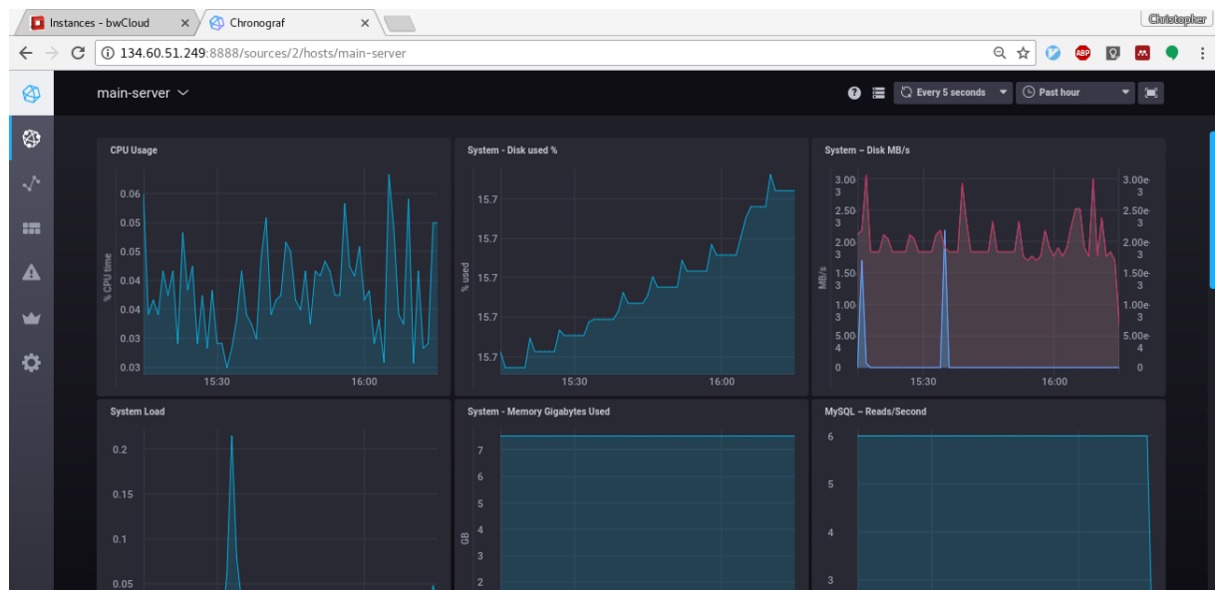 Instances - bwCloud
Chronograf
Christopher
134.60.51.249:8888/sources/2/hosts/main-server
ABP
main-server
Every 5 seconds
Past hour
CPU Usage
% CPU time
0.06
0.05
0.05
0.04
0.04
0.03
0.03
15:30
16:00
System - Disk used %
% used
15.7
15.7
15.7
15.7
15.7
15:30
16:00
System – Disk MB/s
MB/s
3.00
3
2.50
3
2.00
3
1.50
3
1.00
3
5.00
4
0
3.00e-
3
2.50e-
3
2.00e-
3
1.50e-
3
1.00e-
3
5.00e-
4
0
15:30
16:00
System Load
0.2
0.15
0.1
0.05
System - Memory Gigabytes Used
GB
7
6
5
4
3
2
MySQL – Reads/Second
6
5
4
3